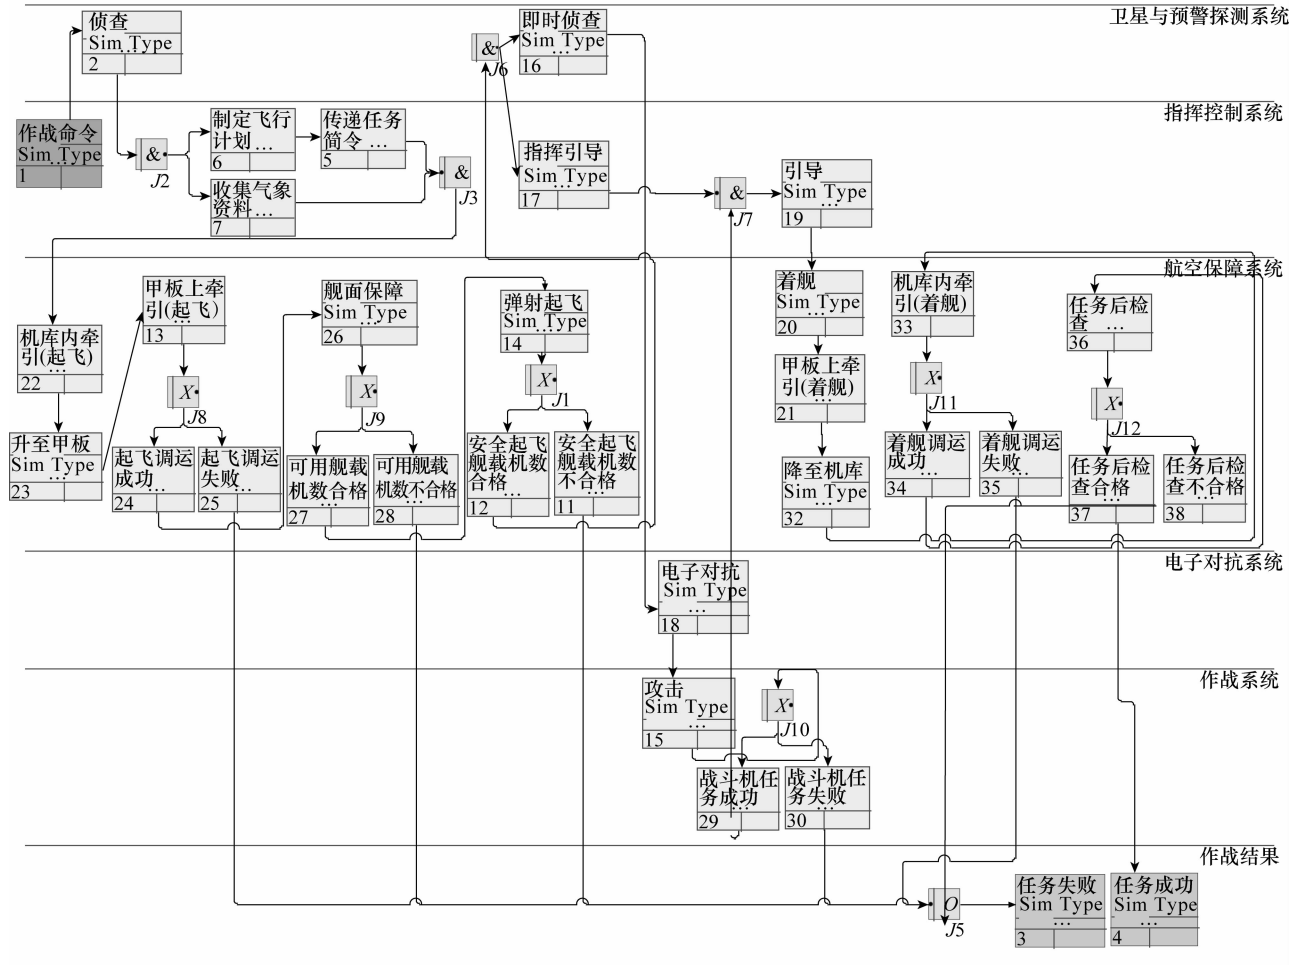 卫星与预警探测系统
侦查
Sim Type
...
2
&
J6
即时侦查
Sim Type
...
16
指挥控制系统
作战命令
Sim Type
...
1
&
J2
制定飞行
计划...
6
传递任务
简令 ...
5
收集气象
资料...
7
&
J3
指挥引导
Sim Type
...
17
&
J7
引导
Sim Type
...
19
航空保障系统
机库内牵
引(起飞)
...
22
升至甲板
Sim Type
...
23
甲板上牵
引(起飞)
...
13
X
J8
起飞调运
成功...
24
起飞调运
失败...
25
舰面保障
Sim Type
...
26
X
J9
可用舰载
机数合格
...
27
可用舰载
机数不合格
...
28
弹射起飞
Sim Type
...
14
X
J1
安全起飞
舰载机数
合格
...
12
安全起飞
舰载机数
不合格
...
11
着舰
Sim Type
...
20
甲板上牵
引(着舰)
...
21
降至机库
Sim Type
...
32
机库内牵
引(着舰)
...
33
X
J11
着舰调运
成功...
34
着舰调运
失败...
35
任务后检
查 ...
36
X
J12
任务后检
查合格
...
37
任务后检
查不合格
...
38
电子对抗系统
电子对抗
Sim Type
...
18
作战系统
攻击
Sim Type
...
15
X
J10
战斗机任
务成功
...
29
战斗机任
务失败
...
30
作战结果
O
J5
任务失败
Sim Type
...
3
任务成功
Sim Type
...
4